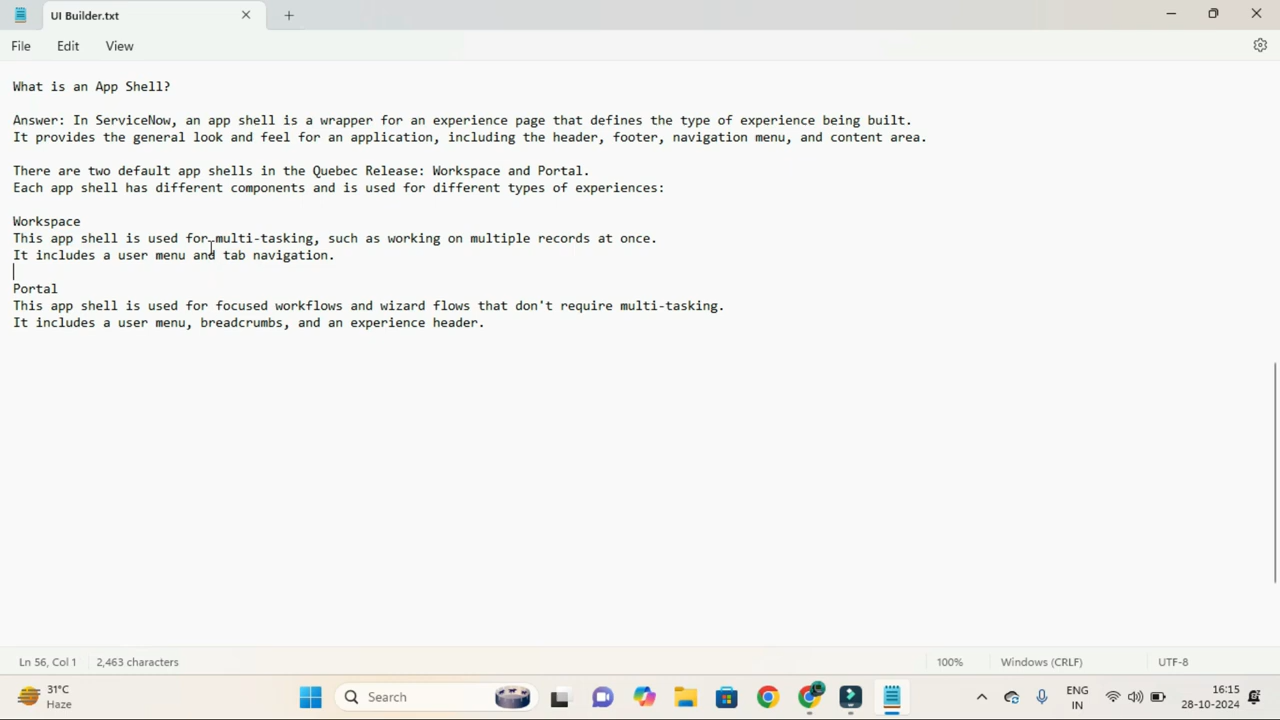 UI Builder.txt
File Edit View
What is an App Shell?
Answer: In ServiceNow, an app shell is a wrapper for an experience page that defines the type of experience being built.
It provides the general look and feel for an application, including the header, footer, navigation menu, and content area.
There are two default app shells in the Quebec Release: Workspace and Portal.
Each app shell has different components and is used for different types of experiences:
Workspace
This app shell is used for multi-tasking, such as working on multiple records at once.
It includes a user menu and tab navigation.
Portal
This app shell is used for focused workflows and wizard flows that don't require multi-tasking.
It includes a user menu, breadcrumbs, and an experience header.
Ln 56, Col 1 2,463 characters 100% Windows (CRLF) UTF-8
31°C
Haze
Search
ENG
IN
16:15
28-10-2024